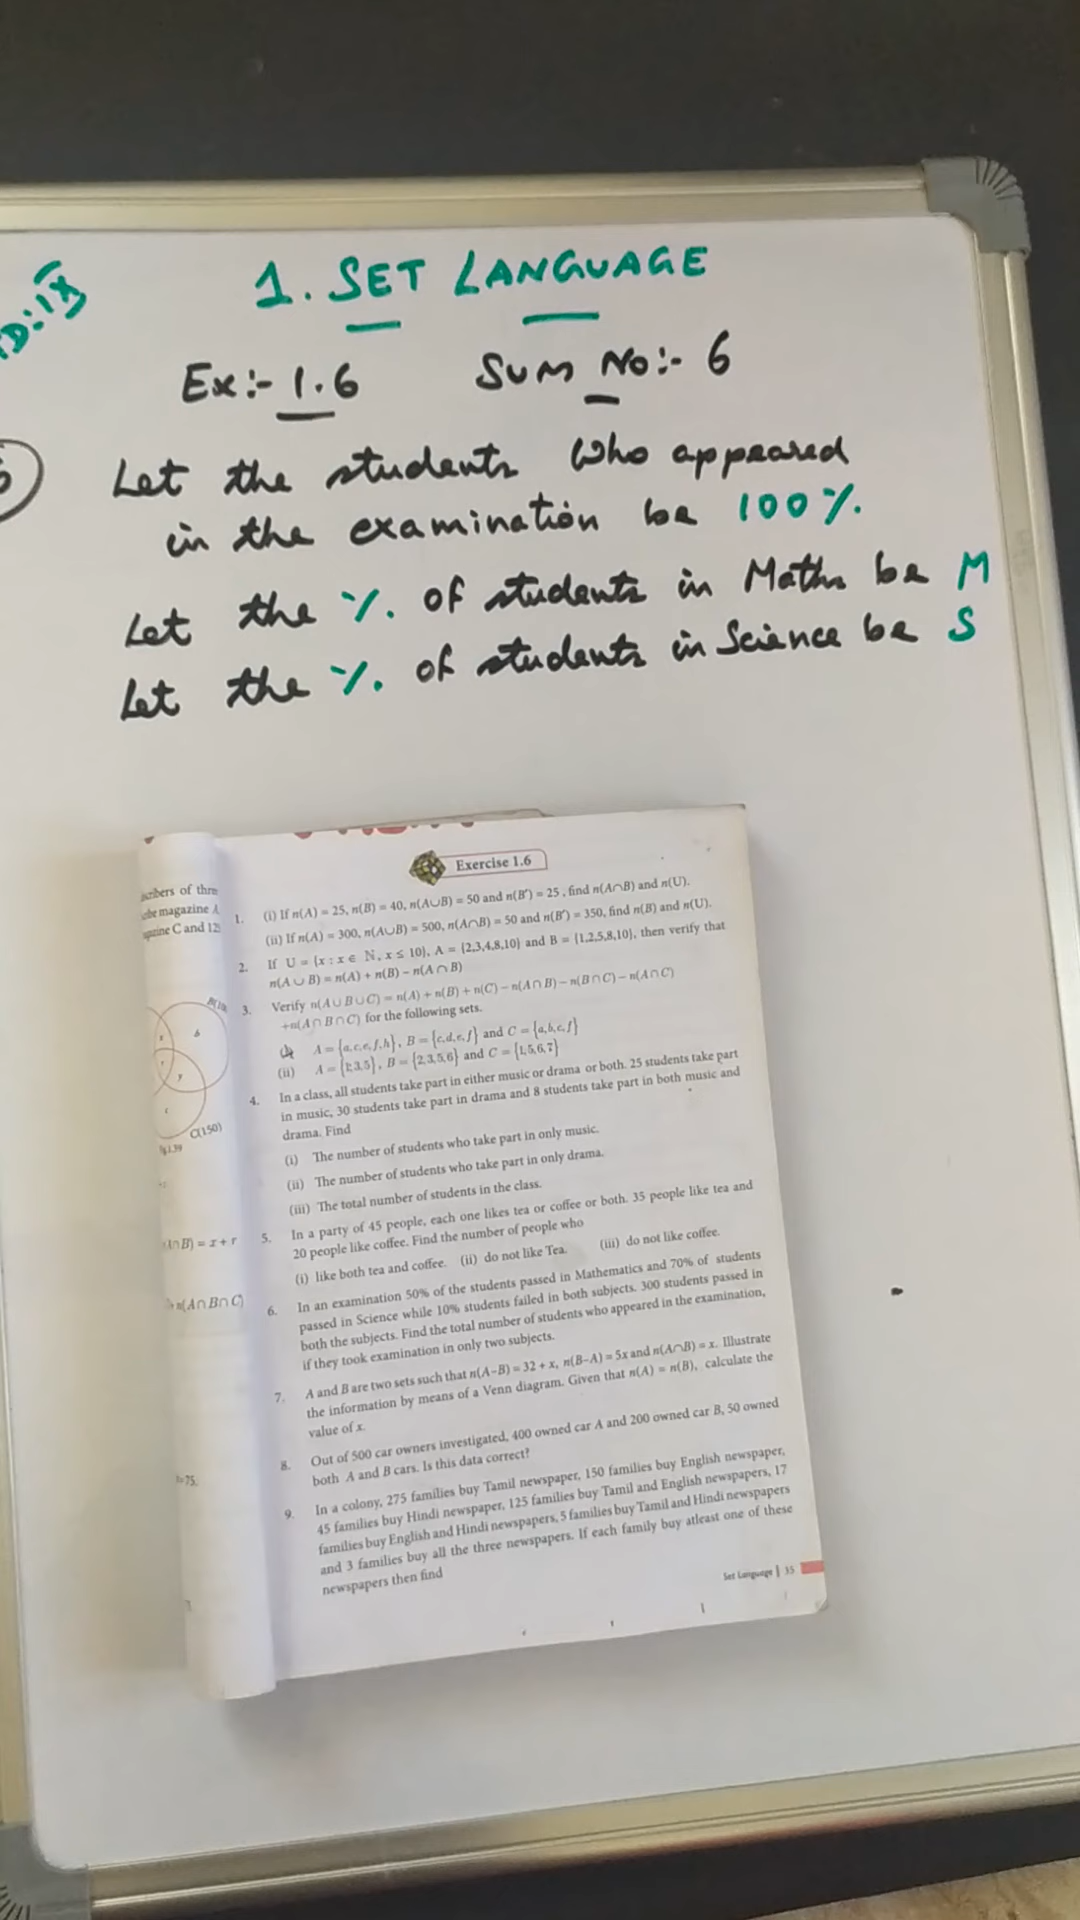 1. SET LANGUAGE
Ex:- 1.6 Sum No:- 6
Let the students who appeared
in the examination be 100%.
Let the %. of students in Maths be M
Let the %. of students in Science be S
Exercise 1.6
1. (i) If n(A) = 25, n(B) = 40, n(A∪B) = 50 and n(B′) = 25 , find n(A∩B) and n(U).
(ii) If n(A) = 300, n(A∪B) = 500, n(A∩B) = 50 and n(B′) = 350, find n(B) and n(U).
2. If U = {x : x ∈ ℕ, x ≤ 10}, A = {2,3,4,8,10} and B = {1,2,5,8,10}, then verify that
n(A ∪ B) = n(A) + n(B) − n(A ∩ B)
3. Verify n(A ∪ B ∪ C) = n(A) + n(B) + n(C) − n(A ∩ B) − n(B ∩ C) − n(A ∩ C)
+n(A ∩ B ∩ C) for the following sets.
A = {a,c,e,f,h}, B = {c,d,e,f} and C = {a,b,c,f}
(ii) A = {1,3,5}, B = {2,3,5,6} and C = {1,5,6,7}
4. In a class, all students take part in either music or drama or both. 25 students take part
in music, 30 students take part in drama and 8 students take part in both music and
drama. Find
(i) The number of students who take part in only music.
(ii) The number of students who take part in only drama.
(iii) The total number of students in the class.
5. In a party of 45 people, each one likes tea or coffee or both. 35 people like tea and
20 people like coffee. Find the number of people who
(i) like both tea and coffee. (ii) do not like Tea. (iii) do not like coffee.
6. In an examination 50% of the students passed in Mathematics and 70% of students
passed in Science while 10% students failed in both subjects. 300 students passed in
both the subjects. Find the total number of students who appeared in the examination,
if they took examination in only two subjects.
7. A and B are two sets such that n(A−B) = 32 + x, n(B−A) = 5x and n(A∩B) = x. Illustrate
the information by means of a Venn diagram. Given that n(A) = n(B), calculate the
value of x.
8. Out of 500 car owners investigated, 400 owned car A and 200 owned car B, 50 owned
both A and B cars. Is this data correct?
9. In a colony, 275 families buy Tamil newspaper, 150 families buy English newspaper,
45 families buy Hindi newspaper, 125 families buy Tamil and English newspapers, 17
families buy English and Hindi newspapers, 5 families buy Tamil and Hindi newspapers
and 3 families buy all the three newspapers. If each family buy atleast one of these
newspapers then find
Set Language | 35
magazine A
C and 12
C(150)
(A∩B) = x + r
n(A∩B∩C)
=75.